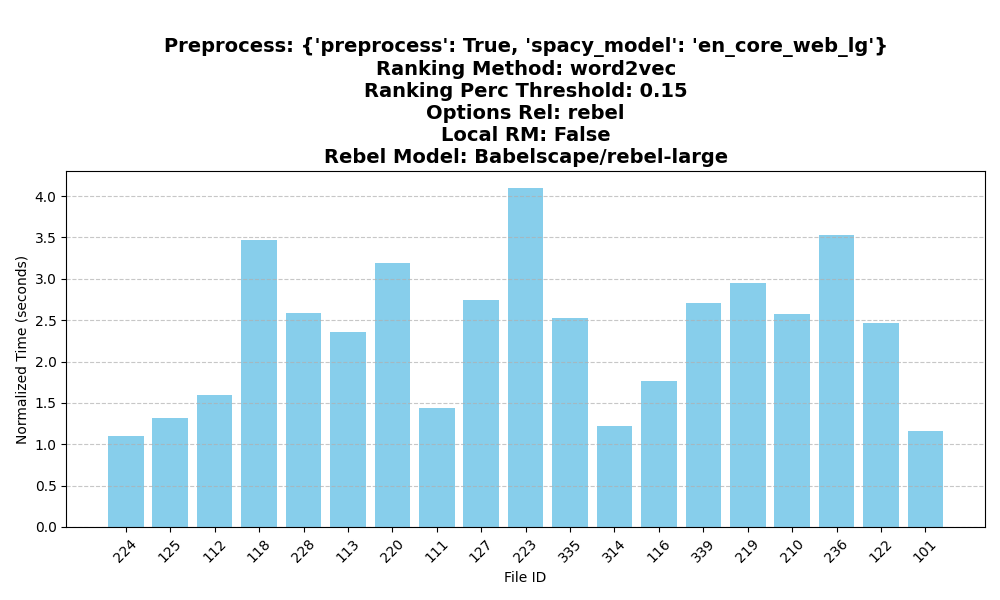 Preprocess: {'preprocess': True, 'spacy_model': 'en_core_web_lg'}
Ranking Method: word2vec
Ranking Perc Threshold: 0.15
Options Rel: rebel
Local RM: False
Rebel Model: Babelscape/rebel-large
Normalized Time (seconds)
4.0
3.5
3.0
2.5
2.0
1.5
1.0
0.5
0.0
224 125 112 118 228 113 220 111 127 223 335 314 116 339 219 210 236 122 101
File ID